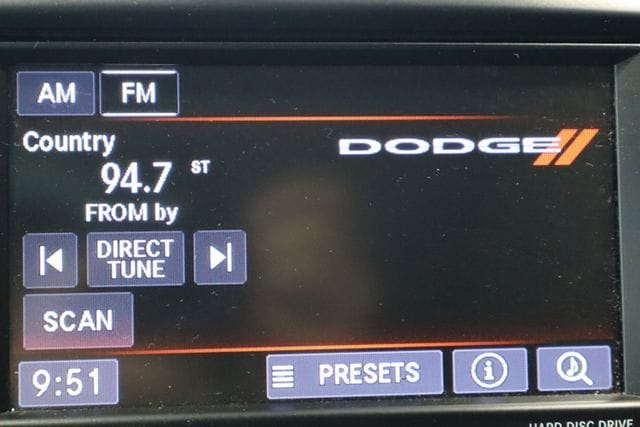 AM FM
Country
94.7 ST
DODGE
FROM by
DIRECT
TUNE
SCAN
9:51
PRESETS
HARD DISC DRIVE